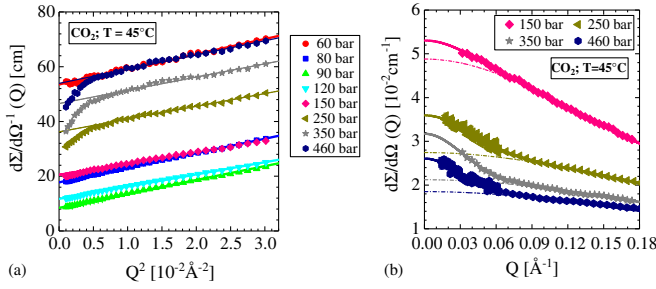 CO2; T = 45°C
dΣ/dΩ-1 (Q) [cm]
80
60
40
20
0
0.0 0.5 1.0 1.5 2.0 2.5 3.0
Q2 [10-2Å-2]
(a)
60 bar
80 bar
90 bar
120 bar
150 bar
250 bar
350 bar
460 bar
150 bar 250 bar
350 bar 460 bar
CO2; T=45°C
dΣ/dΩ (Q) [10-2cm-1]
6
5
4
3
2
1
0.00 0.03 0.06 0.09 0.12 0.15 0.18
Q [Å-1]
(b)